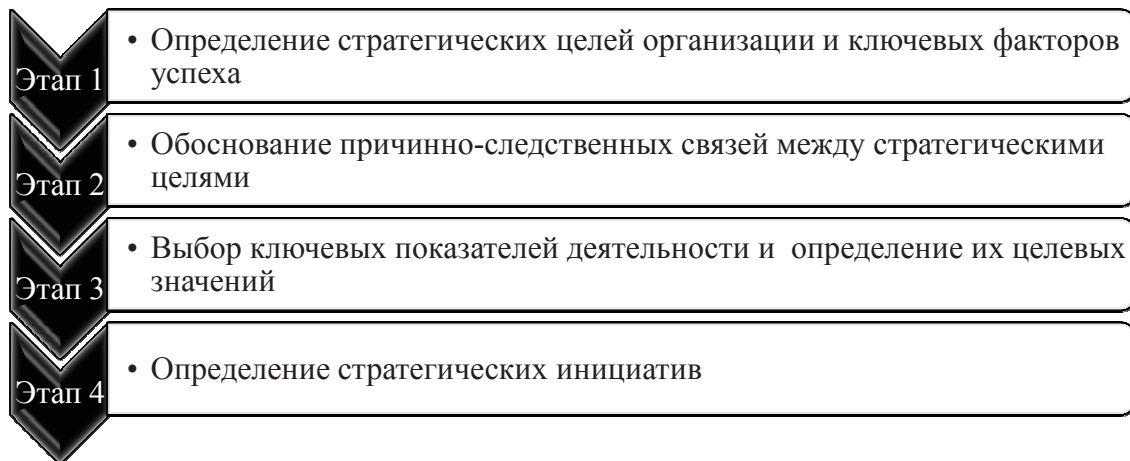 Этап 1
• Определение стратегических целей организации и ключевых факторов
успеха
Этап 2
• Обоснование причинно-следственных связей между стратегическими
целями
Этап 3
• Выбор ключевых показателей деятельности и  определение их целевых
значений
Этап 4
• Определение стратегических инициатив